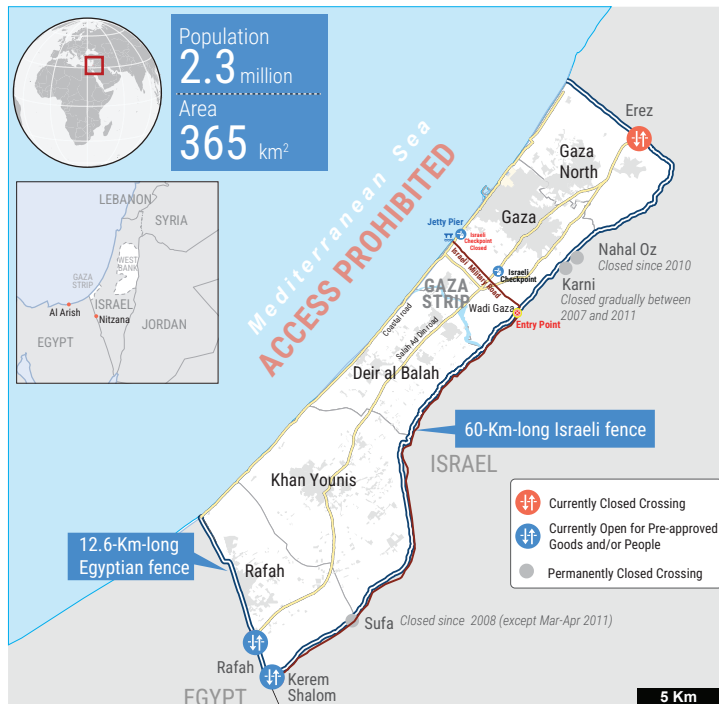 Population
2.3 million
Area
365 km²
LEBANON
SYRIA
WEST
BANK
GAZA
STRIP
ISRAEL
Al Arish
Nitzana
JORDAN
EGYPT
Mediterranean Sea
ACCESS PROHIBITED
Erez
Gaza
North
Gaza
Jetty Pier
Israeli
Checkpoint
Closed
Israeli Military Road
Israeli
Checkpoint
Nahal Oz
Closed since 2010
Karni
Closed gradually between
2007 and 2011
GAZA
STRIP
Wadi Gaza
Entry Point
Coastal road
Salah Ad Din road
Deir al Balah
60-Km-long Israeli fence
ISRAEL
Khan Younis
12.6-Km-long
Egyptian fence
Rafah
Currently Closed Crossing
Currently Open for Pre-approved
Goods and/or People
Permanently Closed Crossing
Sufa Closed since 2008 (except Mar-Apr 2011)
Rafah
Kerem
Shalom
EGYPT
5 Km